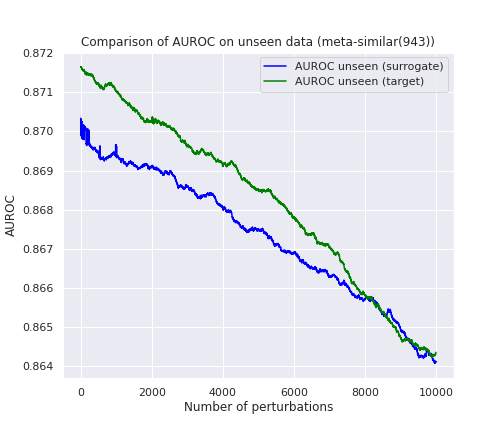 Comparison of AUROC on unseen data (meta-similar(943))
AUROC unseen (surrogate)
AUROC unseen (target)
AUROC
0.872
0.871
0.870
0.869
0.868
0.867
0.866
0.865
0.864
0 2000 4000 6000 8000 10000
Number of perturbations